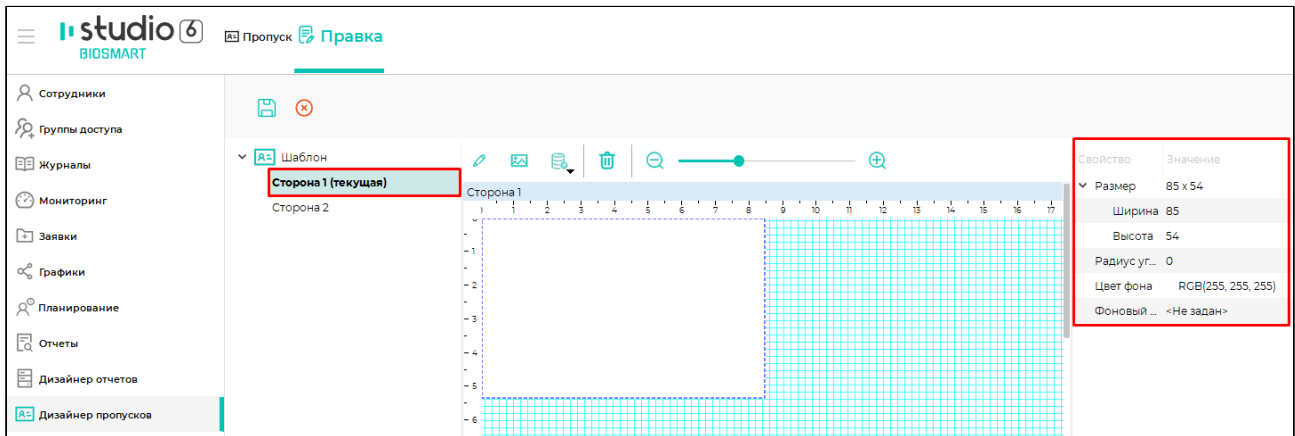 studio 6
BIOSMART
Пропуск Правка
Сотрудники
Группы доступа
Журналы
Мониторинг
Заявки
Графики
Планирование
Отчеты
Дизайнер отчетов
Дизайнер пропусков
Шаблон
Сторона 1 (текущая)
Сторона 2
Сторона 1
1 2 3 4 5 6 7 8 9 10 11 12 13 14 15 16 17
1
2
3
4
5
6
Свойство Значение
Размер 85 x 54
Ширина 85
Высота 54
Радиус уг... 0
Цвет фона RGB(255, 255, 255)
Фоновый ... <Не задан>